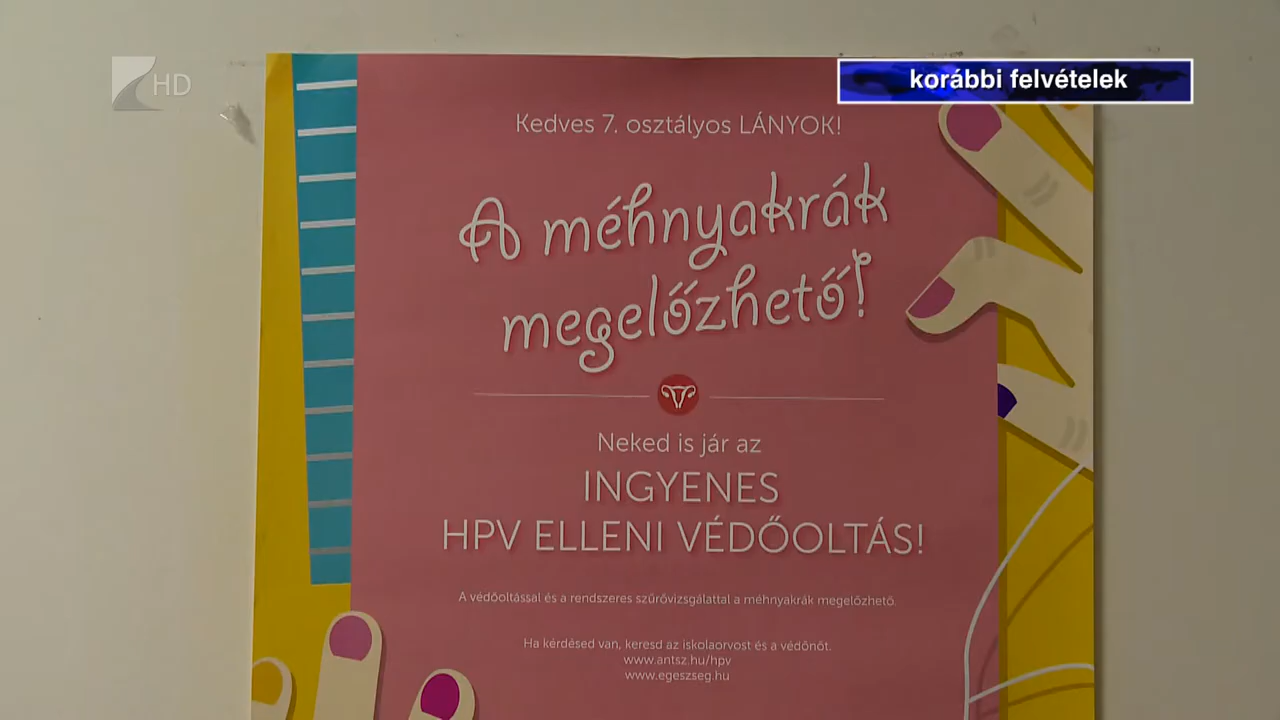 HD
korábbi felvételek
Kedves 7. osztályos LÁNYOK!
A méhnyakrák
megelőzhető!
Neked is jár az
INGYENES
HPV ELLENI VÉDŐOLTÁS!
A védőoltással és a rendszeres szűrővizsgálattal a méhnyakrák megelőzhető.
Ha kérdésed van, keresd az iskolaorvost és a védőnőt.
www.antsz.hu/hpv
www.egeszseg.hu